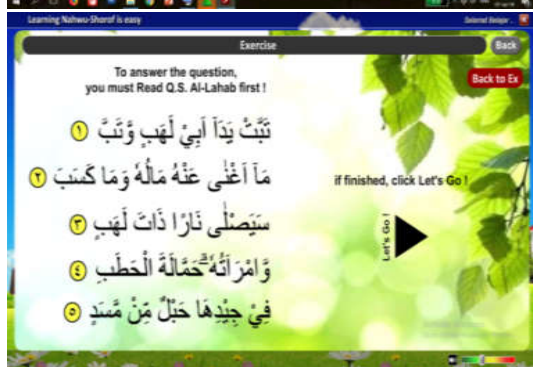 Learning Nahwu-Shorof is easy
Exercise
Back
To answer the question,
you must Read Q.S. Al-Lahab first !
Back to Ex
تَبَّتْ يَدَآ اَبِيْ لَهَبٍ وَّتَبَّ ١
مَآ اَغْنٰى عَنْهُ مَالُهٗ وَمَا كَسَبَ ٢
سَيَصْلٰى نَارًا ذَاتَ لَهَبٍ ٣
وَّامْرَاَتُهٗ ۗحَمَّالَةَ الْحَطَبِ ٤
فِيْ جِيْدِهَا حَبْلٌ مِّنْ مَّسَدٍ ٥
if finished, click Let's Go !
Let's Go !